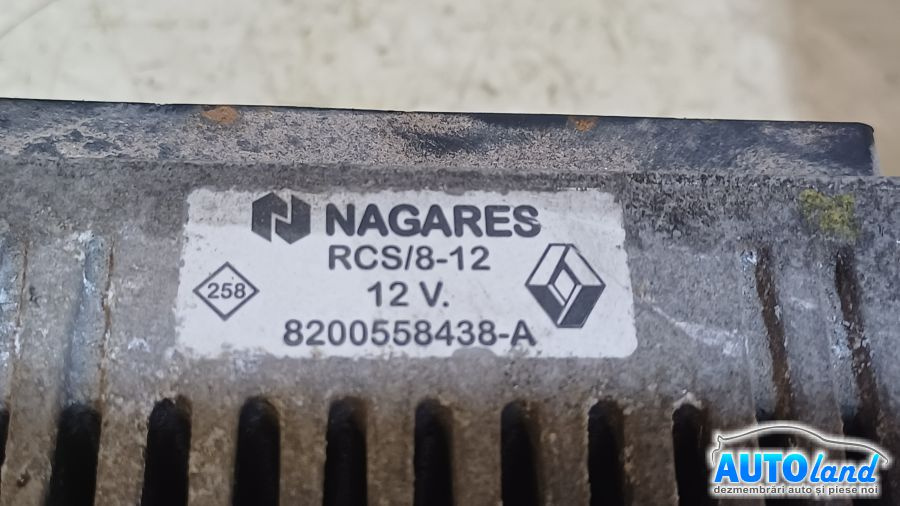 NAGARES
RCS/8-12
258
12 V.
8200558438-A
AUTOland
dezmembrări auto și piese noi